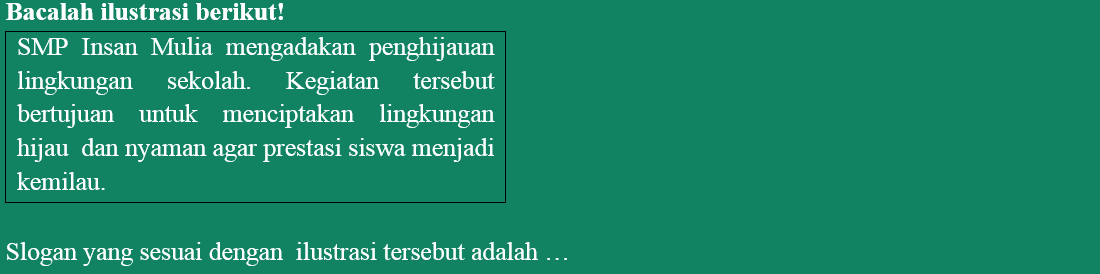 Bacalah ilustrasi berikut!
SMP Insan Mulia mengadakan penghijauan
lingkungan sekolah. Kegiatan tersebut
bertujuan untuk menciptakan lingkungan
hijau dan nyaman agar prestasi siswa menjadi
kemilau.
Slogan yang sesuai dengan ilustrasi tersebut adalah …